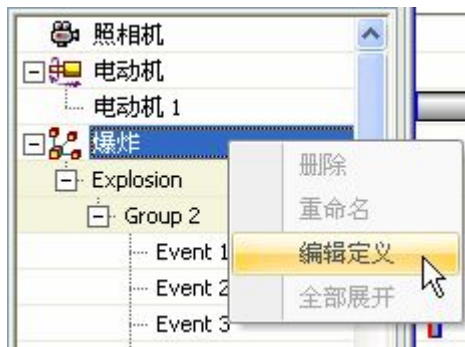 照相机
电动机
电动机 1
爆炸
Explosion
Group 2
Event 1
Event 2
Event 3
删除
重命名
编辑定义
全部展开